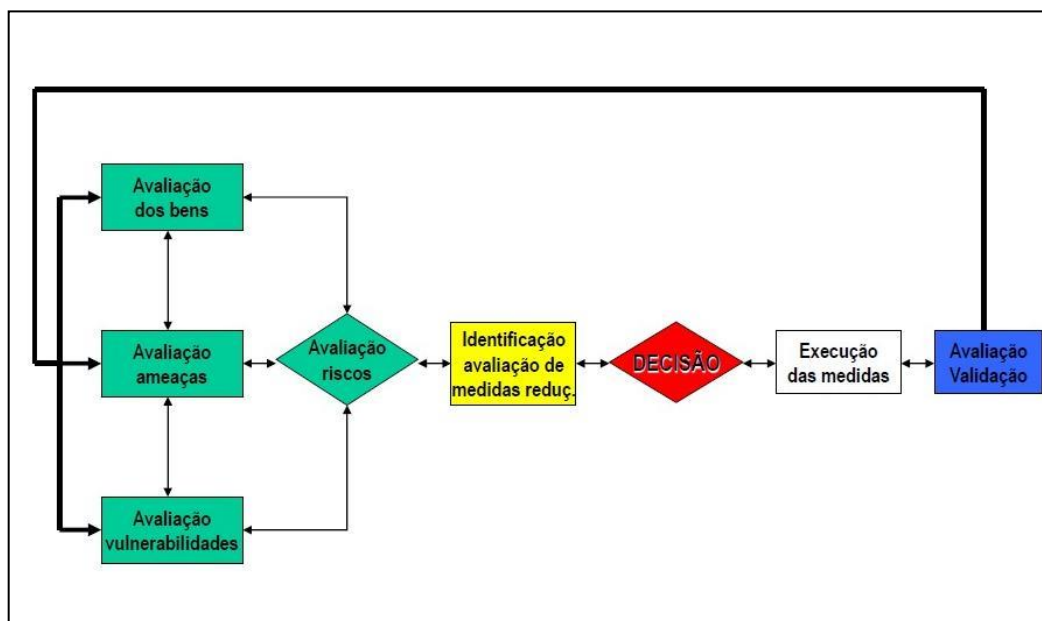 Avaliação
dos bens
Avaliação
ameaças
Avaliação
vulnerabilidades
Avaliação
riscos
Identificação
avaliação de
medidas reduç.
DECISÃO
Execução
das medidas
Avaliação
Validação